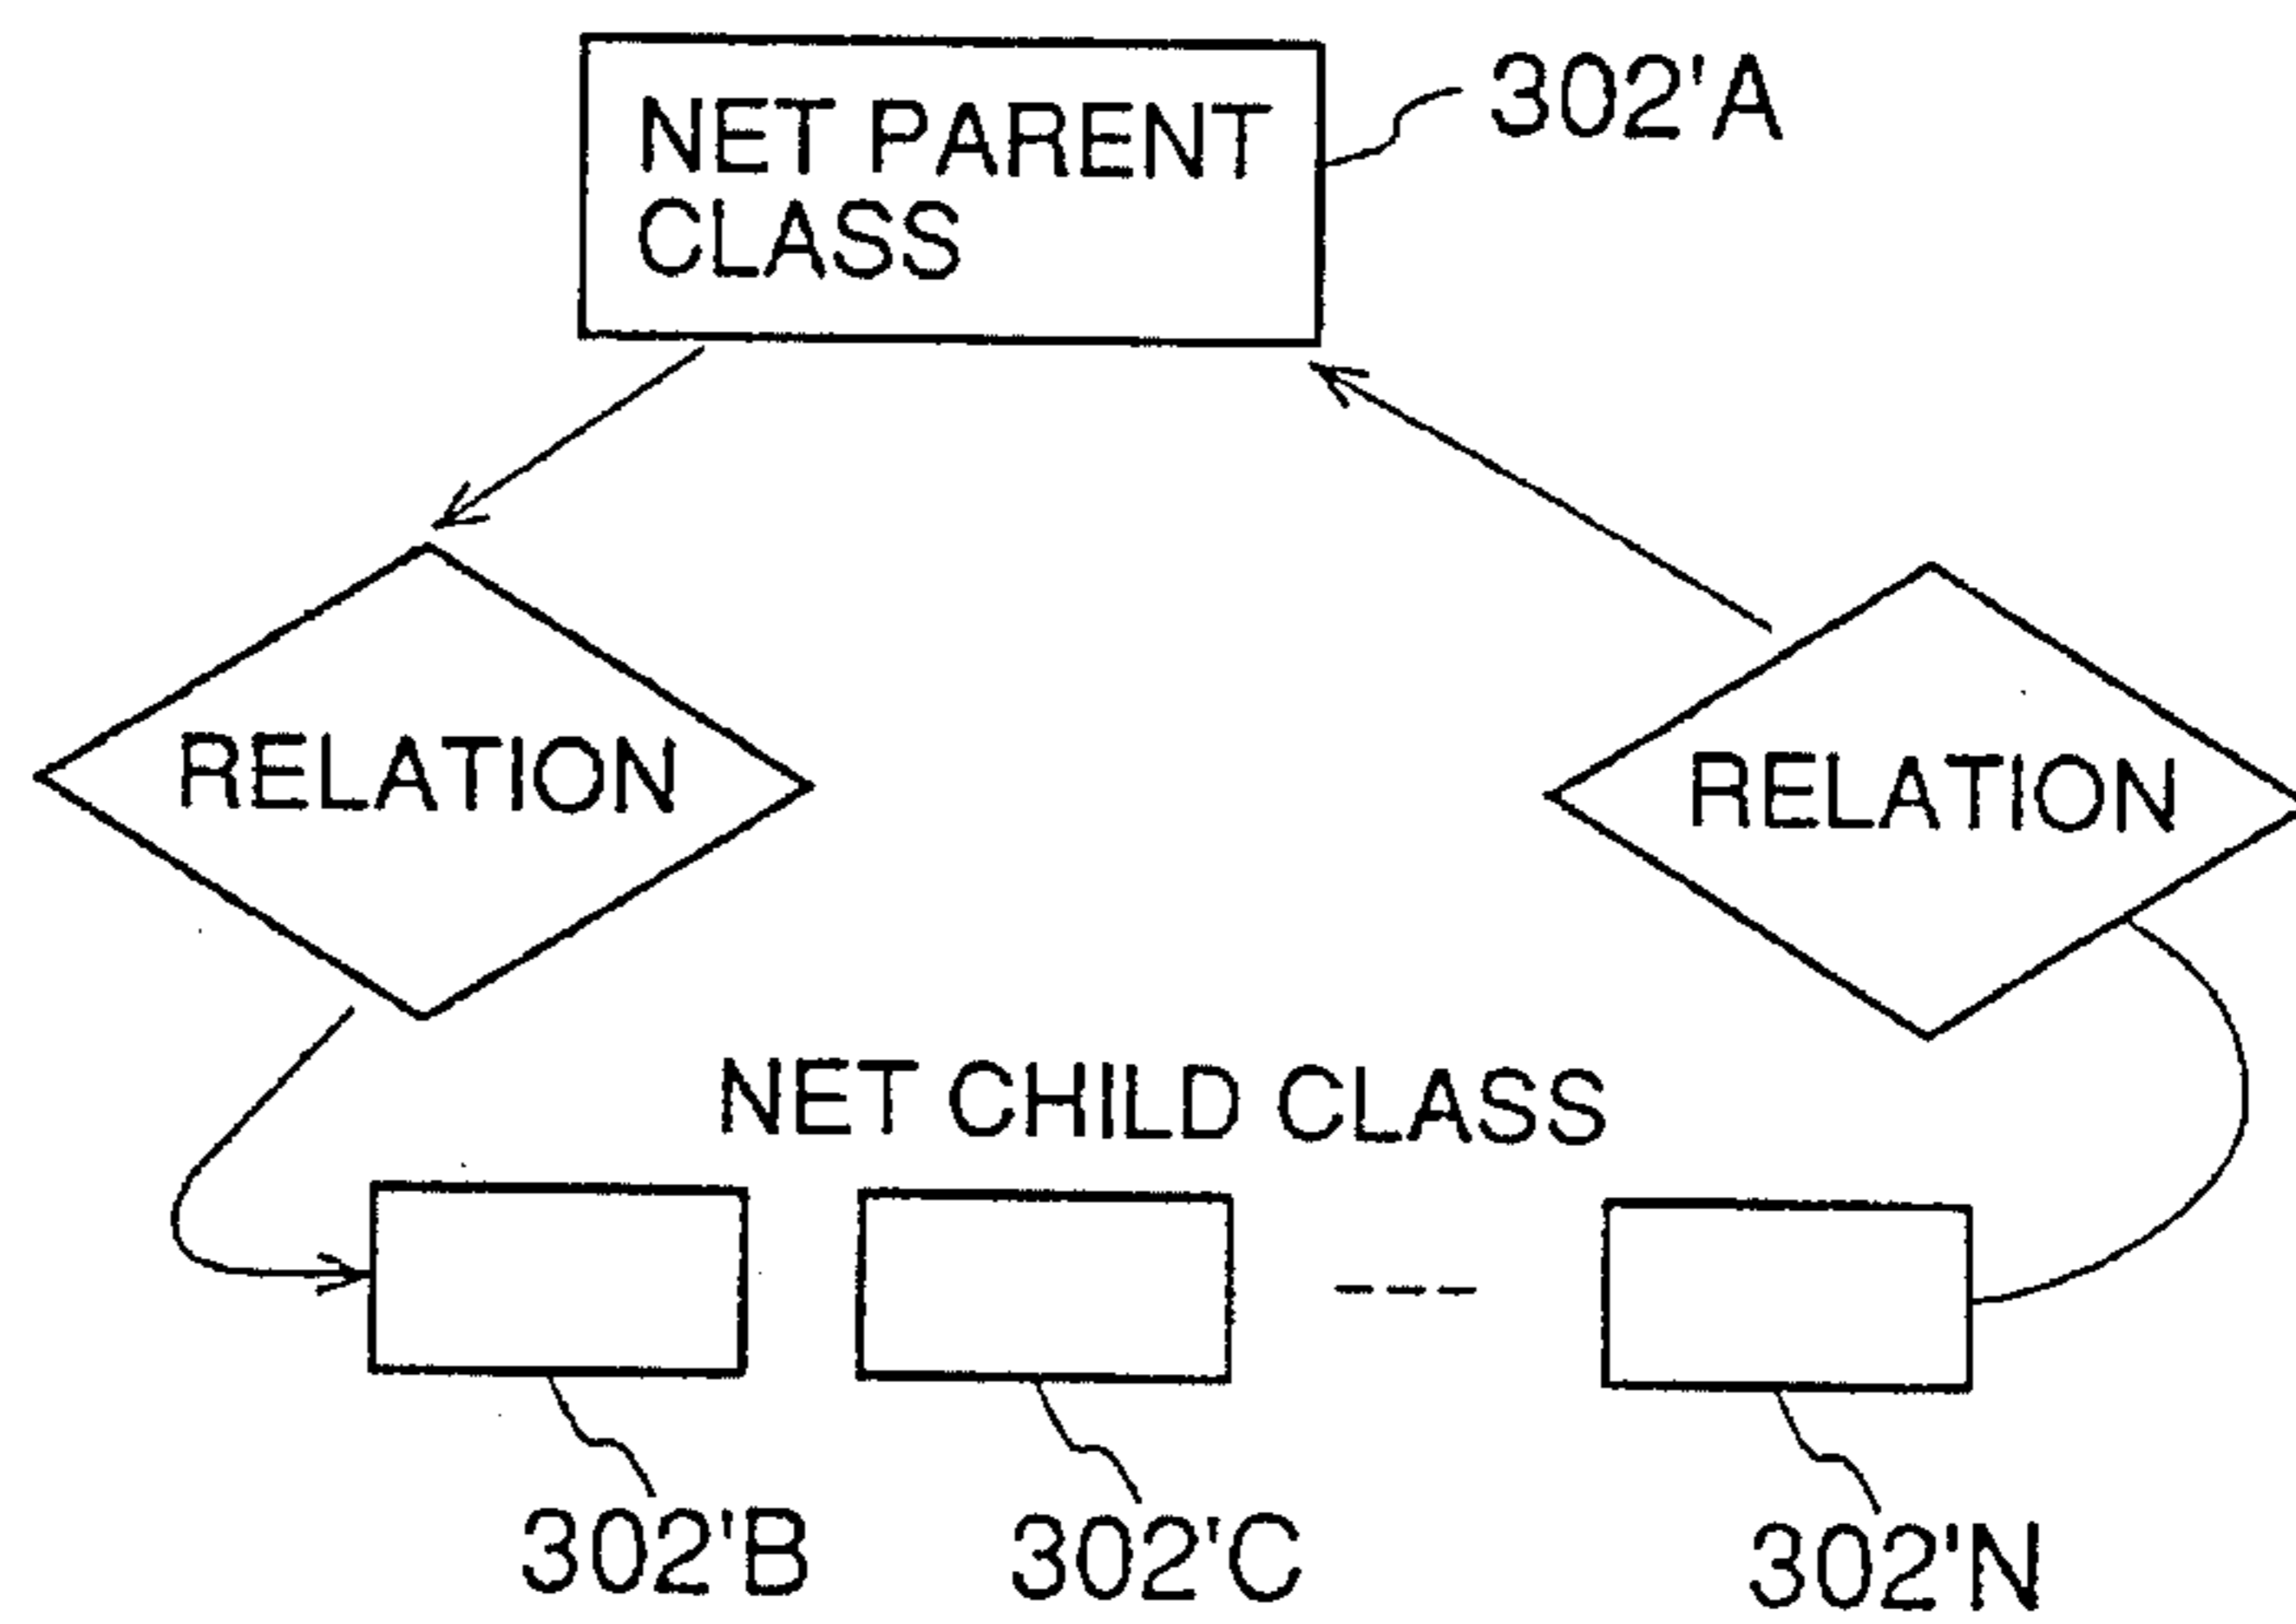 NET PARENT
CLASS
302'A
RELATION
RELATION
NET CHILD CLASS
302'B
302'C
302'N